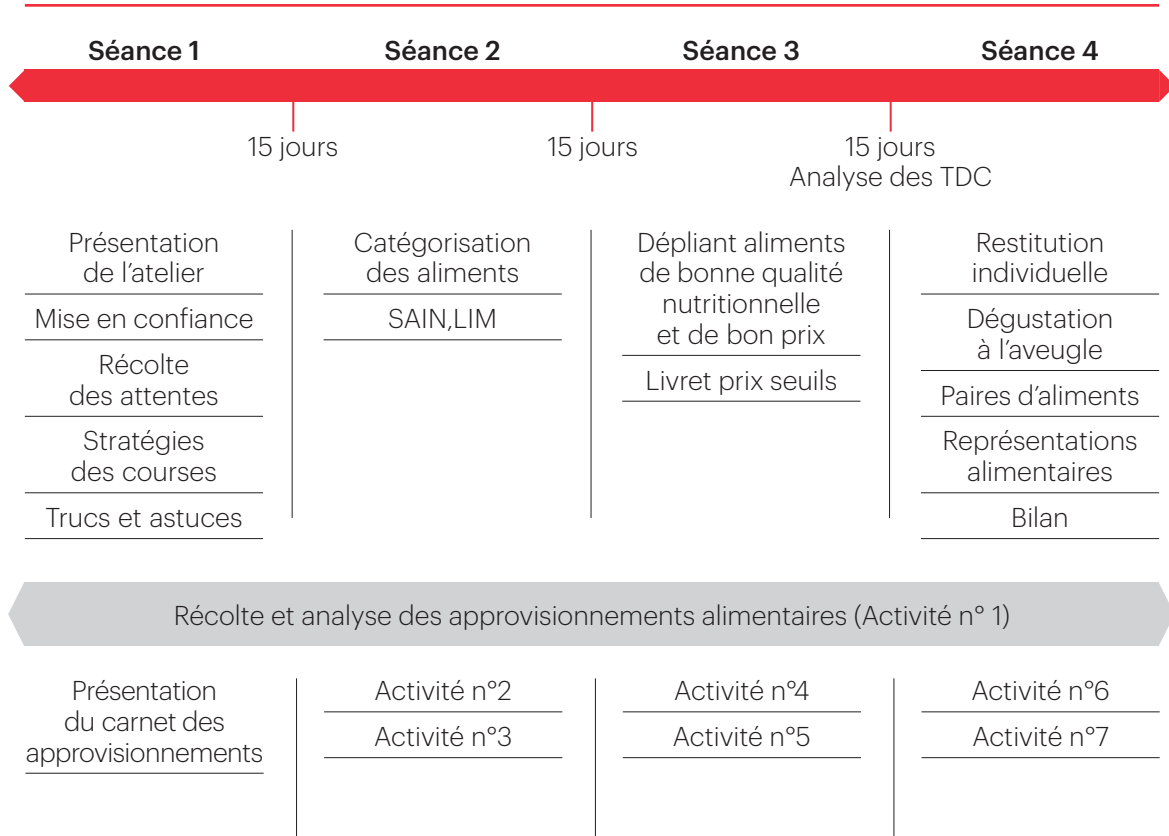 Séance 1
Séance 2
Séance 3
Séance 4
15 jours
15 jours
15 jours
Analyse des TDC
Présentation
de l'atelier
Mise en confiance
Récolte
des attentes
Stratégies
des courses
Trucs et astuces
Catégorisation
des aliments
SAIN,LIM
Dépliant aliments
de bonne qualité
nutritionnelle
et de bon prix
Livret prix seuils
Restitution
individuelle
Dégustation
à l'aveugle
Paires d'aliments
Représentations
alimentaires
Bilan
Récolte et analyse des approvisionnements alimentaires (Activité n° 1)
Présentation
du carnet des
approvisionnements
Activité n°2
Activité n°3
Activité n°4
Activité n°5
Activité n°6
Activité n°7